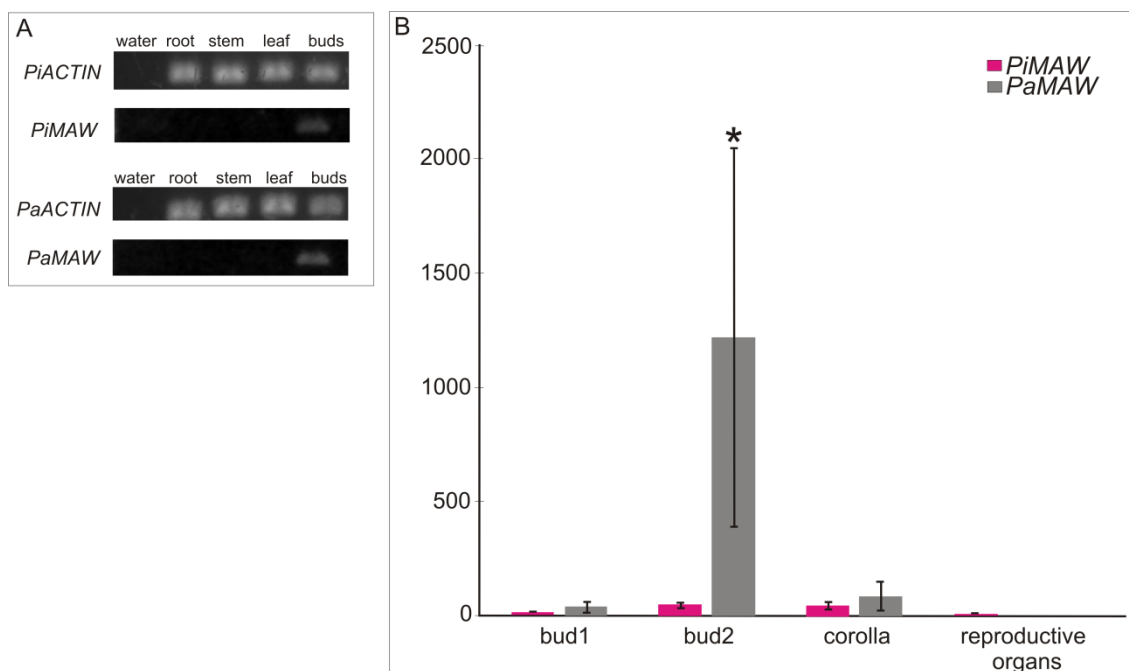 A
water root stem leaf buds
PiACTIN
PiMAW
water root stem leaf buds
PaACTIN
PaMAW
B
2500
2000
1500
1000
500
0
*
PiMAW
PaMAW
bud1 bud2 corolla reproductive
organs